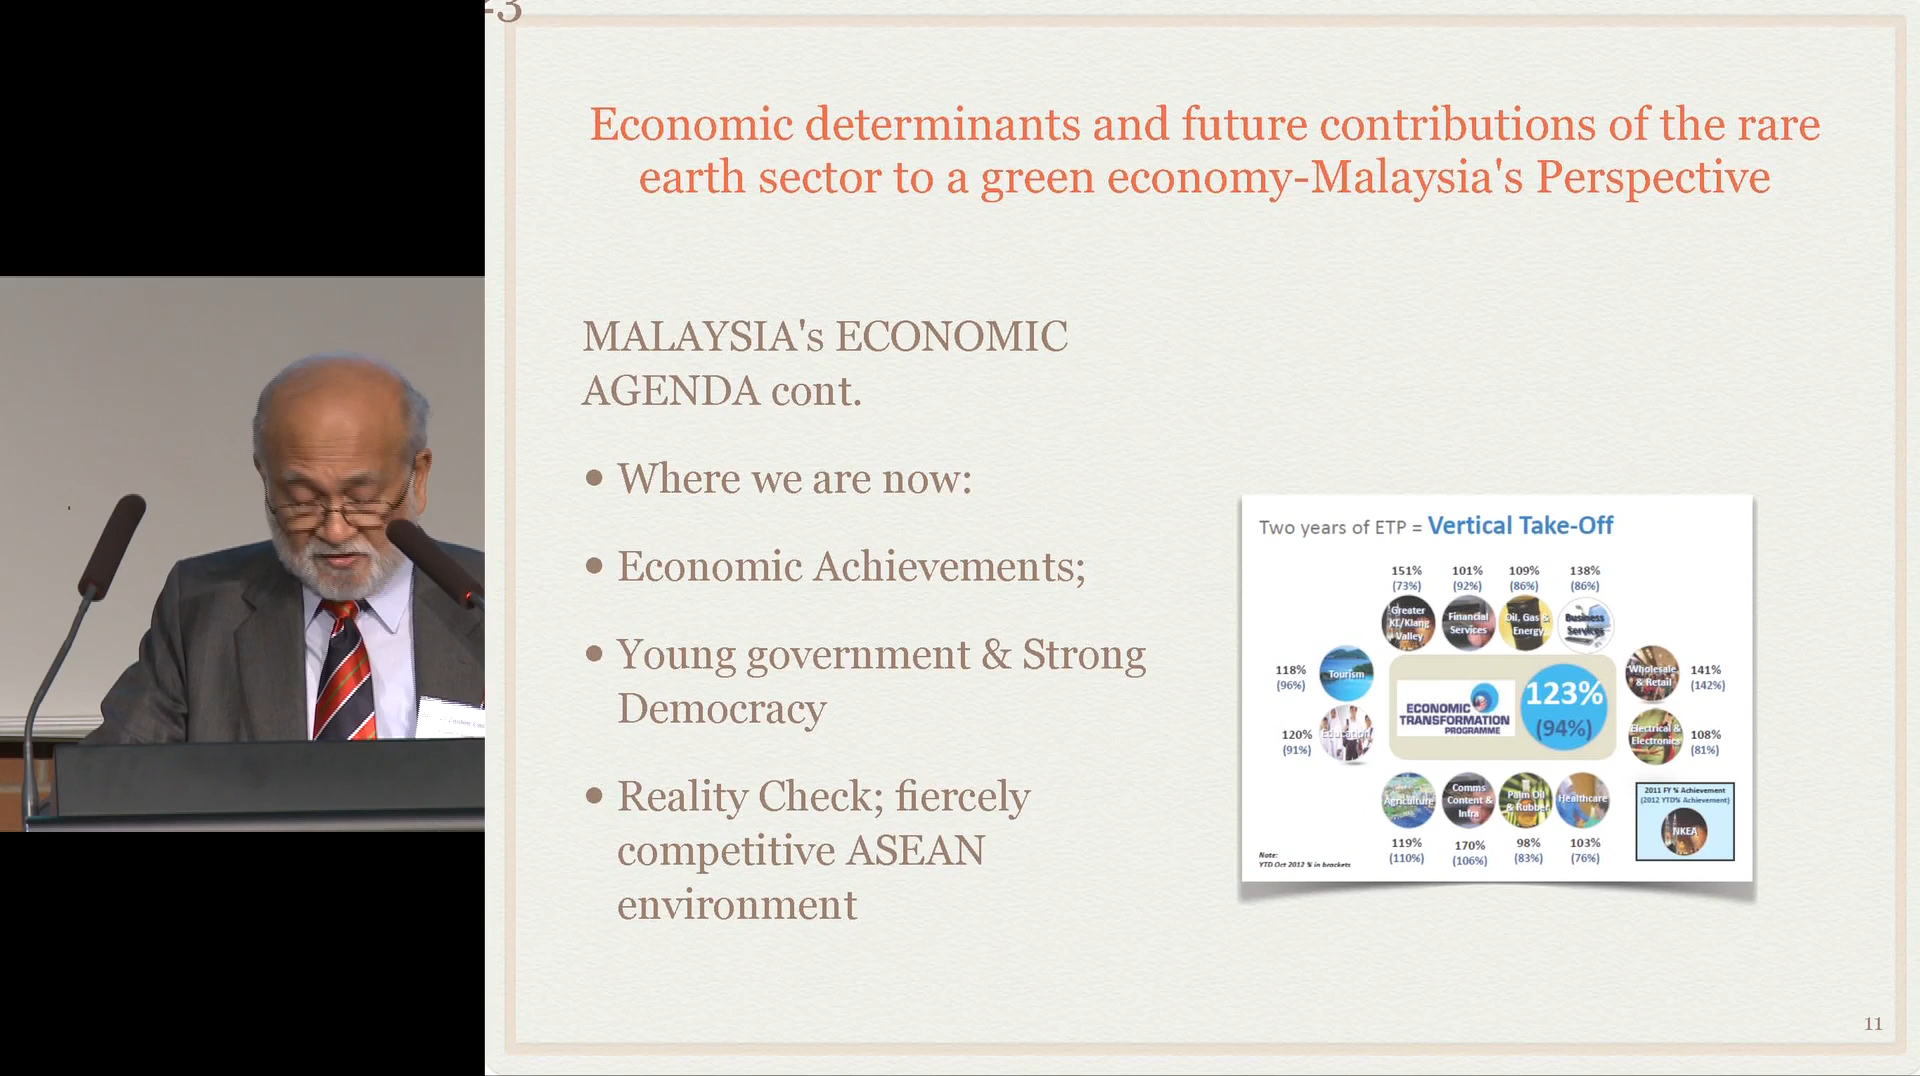 -3
Economic determinants and future contributions of the rare
earth sector to a green economy-Malaysia's Perspective
MALAYSIA's ECONOMIC
AGENDA cont.
• Where we are now:
• Economic Achievements;
• Young government & Strong
Democracy
• Reality Check; fiercely
competitive ASEAN
environment
Two years of ETP = Vertical Take-Off
151% 101% 109% 138%
(73%) (92%) (86%) (86%)
Greater
KL/Klang
Valley
Financial
Services
Oil, Gas &
Energy
Business
Services
118%
(96%)
Tourism
Wholesale
& Retail
141%
(142%)
ECONOMIC
TRANSFORMATION
PROGRAMME
123%
(94%)
120%
(91%)
Education
Electrical &
Electronics
108%
(81%)
Agriculture
Comms
Content &
Infra
Palm Oil
& Rubber
Healthcare
119% 170% 98% 103%
(110%) (106%) (83%) (76%)
2011 FY % Achievement
(2012 YTD% Achievement)
NKEA
Note:
YTD Oct 2012 % in brackets
11